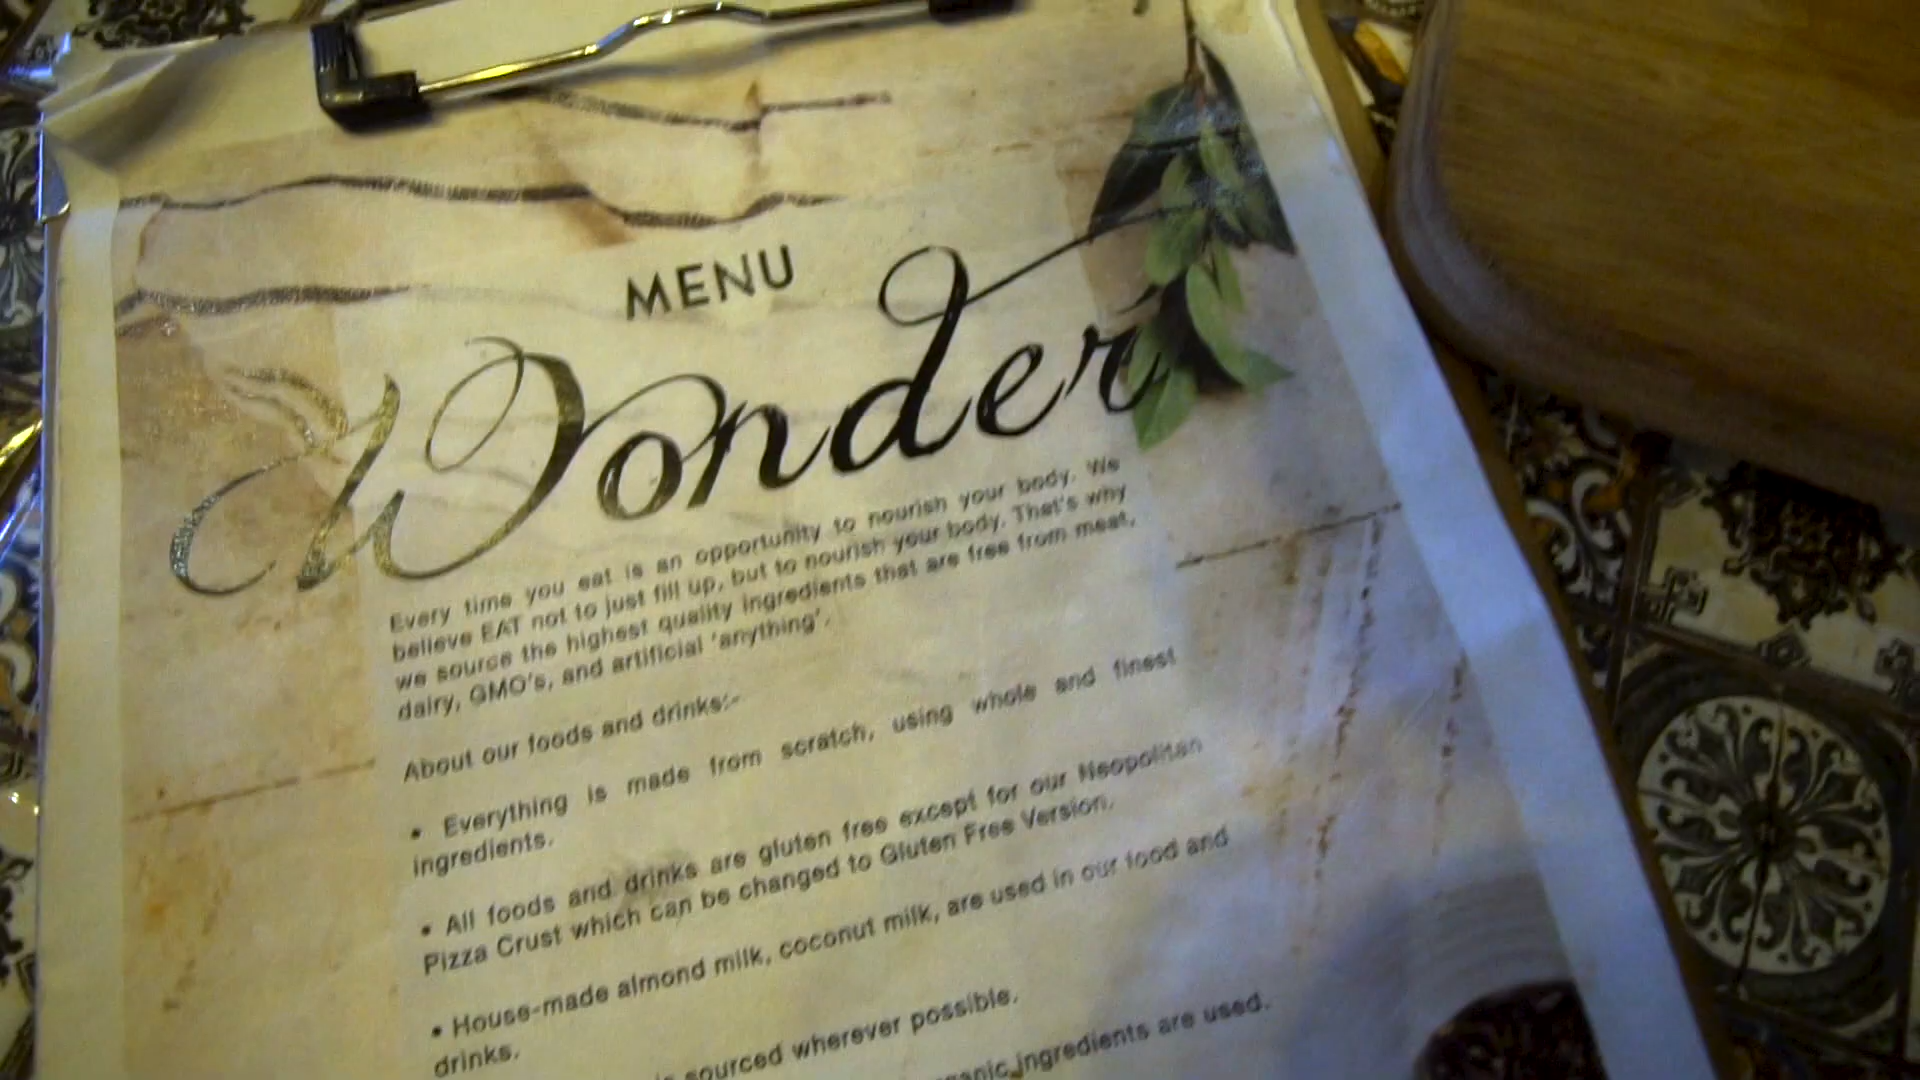 MENU
Wonder
Every time you eat is an opportunity to nourish your body. We
believe EAT not to just fill up, but to nourish your body. That's why
we source the highest quality ingredients that are free from meat,
dairy, GMO's, and artificial 'anything'.
About our foods and drinks:-
• Everything is made from scratch, using whole and finest
ingredients.
• All foods and drinks are gluten free except for our Neopolitan
Pizza Crust which can be changed to Gluten Free Version.
• House-made almond milk, coconut milk, are used in our food and
drinks.
sourced wherever possible.
ingredients are used.